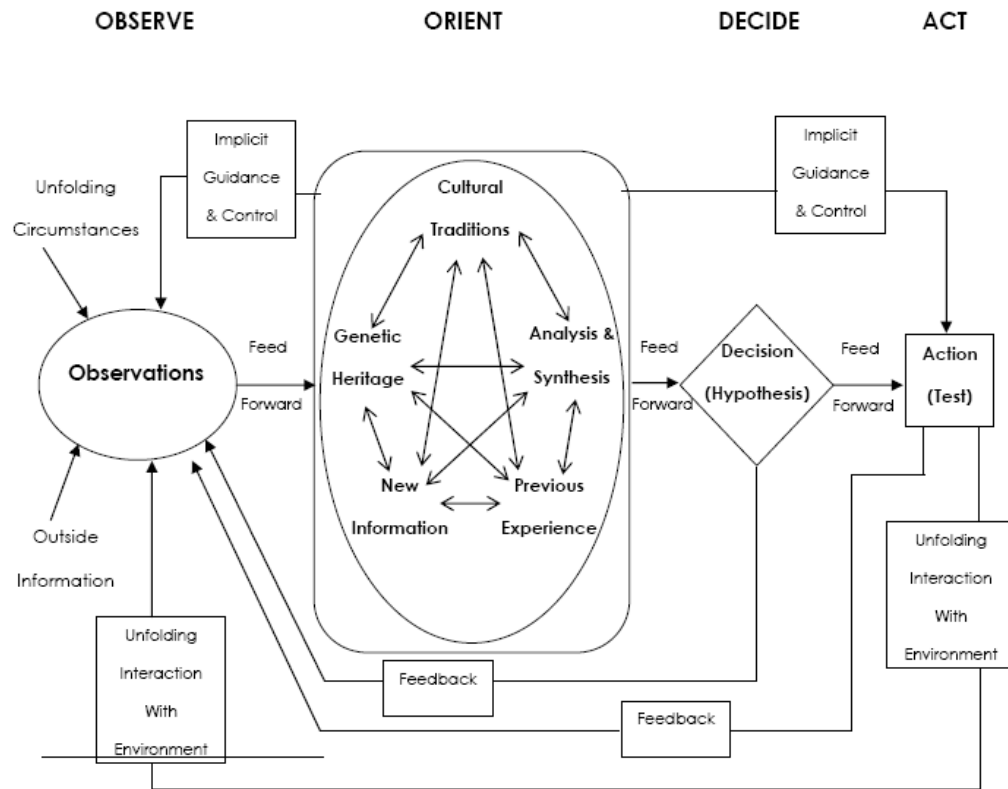 OBSERVE
ORIENT
DECIDE
ACT
Implicit
Guidance
& Control
Unfolding
Circumstances
Observations
Outside
Information
Unfolding
Interaction
With
Environment
Feed
Forward
Cultural
Traditions
Genetic
Heritage
Analysis &
Synthesis
New
Information
Previous
Experience
Feed
Forward
Decision
(Hypothesis)
Feed
Forward
Implicit
Guidance
& Control
Action
(Test)
Unfolding
Interaction
With
Environment
Feedback
Feedback